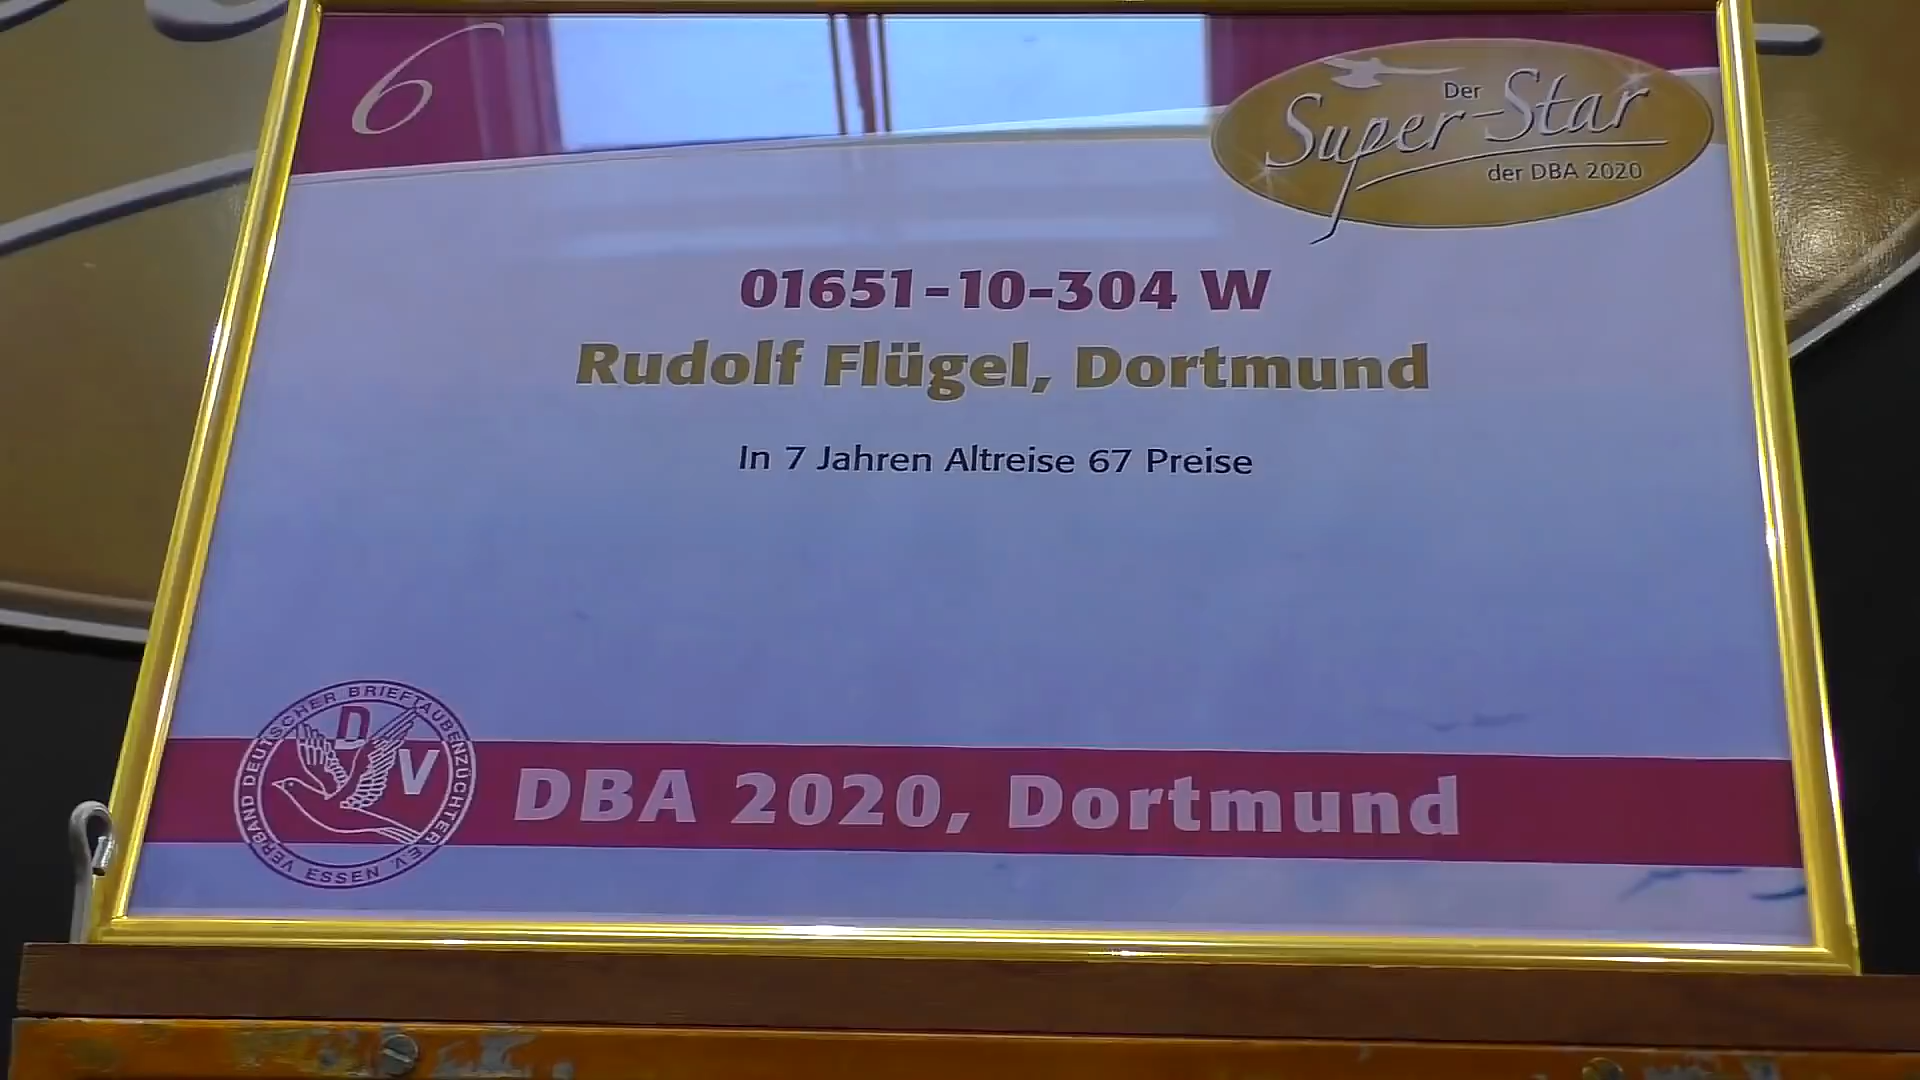 6
Der
Super-Star
der DBA 2020
01651-10-304 W
Rudolf Flügel, Dortmund
In 7 Jahren Altreise 67 Preise
VERBAND DEUTSCHER BRIEFTAUBENZÜCHTER E.V. ESSEN
D V
DBA 2020, Dortmund